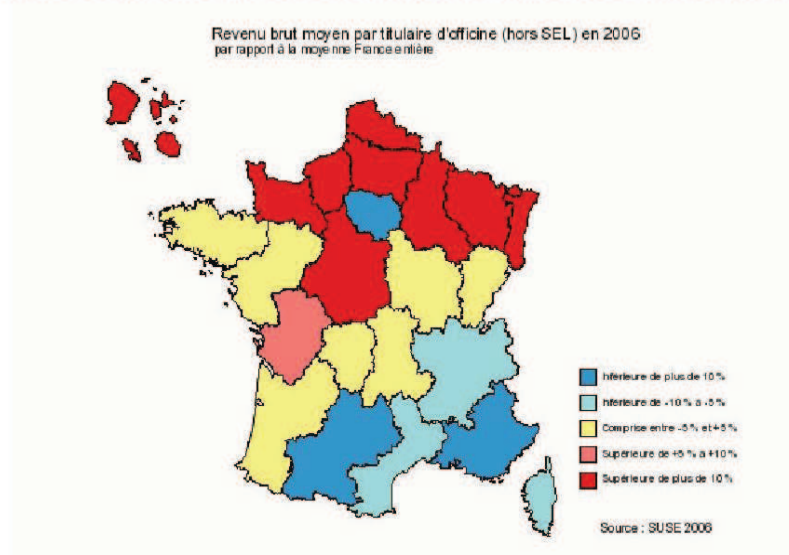 Revenu brut moyen par titulaire d'officine (hors SEL) en 2006
par rapport à la moyenne France entière
Inférieure de plus de 10%
Inférieure de -10% à -5%
Comprise entre -5% et +5%
Supérieure de +5% à +10%
Supérieure de plus de 10%
Source : SUSE 2006